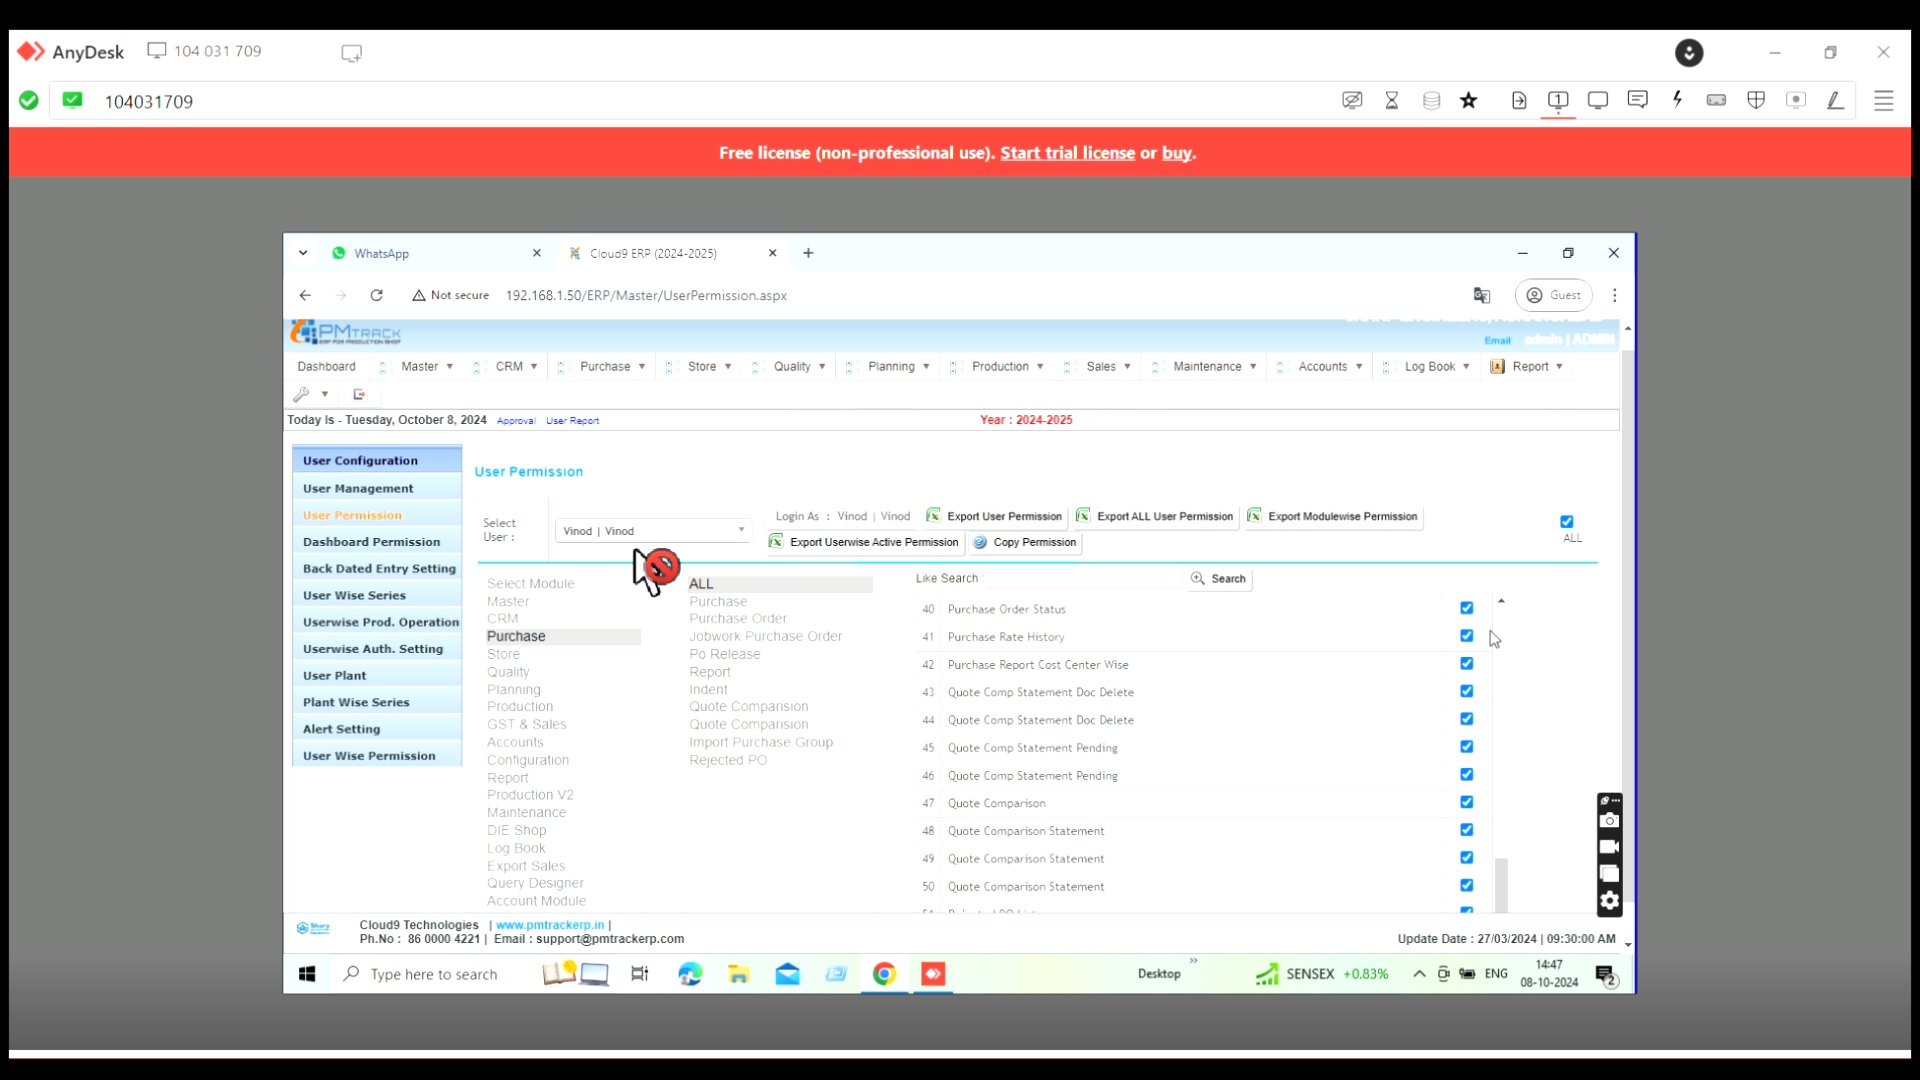 AnyDesk 104 031 709
104031709
Free license (non-professional use). Start trial license or buy.
WhatsApp
Cloud9 ERP (2024-2025)
Not secure 192.168.1.50/ERP/Master/UserPermission.aspx
Guest
PMTRACK
ERP FOR PRODUCTION SHOP
Email admin | ADMIN
Dashboard Master CRM Purchase Store Quality Planning Production Sales Maintenance Accounts Log Book Report
Today Is - Tuesday, October 8, 2024 Approval User Report
Year : 2024-2025
User Configuration
User Management
User Permission
Dashboard Permission
Back Dated Entry Setting
User Wise Series
Userwise Prod. Operation
Userwise Auth. Setting
User Plant
Plant Wise Series
Alert Setting
User Wise Permission
User Permission
Select User :
Vinod | Vinod
Login As : Vinod | Vinod
Export User Permission
Export ALL User Permission
Export Modulewise Permission
Export Userwise Active Permission
Copy Permission
ALL
Select Module
Master
CRM
Purchase
Store
Quality
Planning
Production
GST & Sales
Accounts
Configuration
Report
Production V2
Maintenance
DIE Shop
Log Book
Export Sales
Query Designer
Account Module
ALL
Purchase
Purchase Order
Jobwork Purchase Order
Po Release
Report
Indent
Quote Comparision
Quote Comparision
Import Purchase Group
Rejected PO
Like Search
Search
40 Purchase Order Status
41 Purchase Rate History
42 Purchase Report Cost Center Wise
43 Quote Comp Statement Doc Delete
44 Quote Comp Statement Doc Delete
45 Quote Comp Statement Pending
46 Quote Comp Statement Pending
47 Quote Comparison
48 Quote Comparison Statement
49 Quote Comparison Statement
50 Quote Comparison Statement
Cloud9 Technologies | www.pmtrackerp.in |
Ph.No : 86 0000 4221 | Email : support@pmtrackerp.com
Update Date : 27/03/2024 | 09:30:00 AM
Type here to search
Desktop
SENSEX +0.83%
ENG
14:47
08-10-2024
2